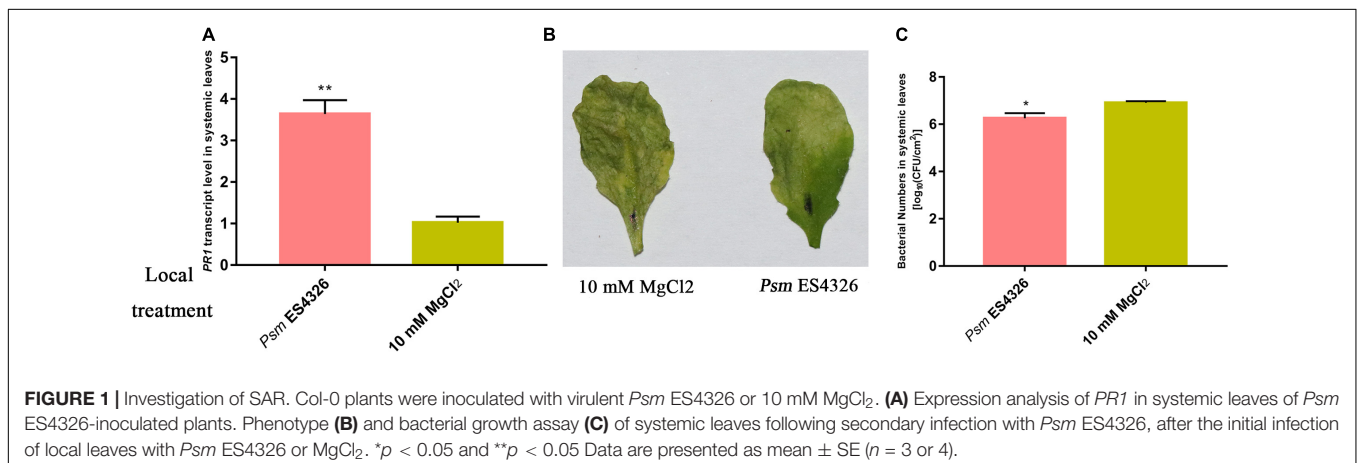 A
B
C
PR1 transcript level in systemic leaves
5
4
3
2
1
0
**
Local
treatment
Psm ES4326
10 mM MgCl2
10 mM MgCl2
Psm ES4326
Bacterial Numbers in systemic leaves
[log10(CFU/cm2)]
8
6
4
2
0
*
Psm ES4326
10 mM MgCl2
FIGURE 1 | Investigation of SAR. Col-0 plants were inoculated with virulent Psm ES4326 or 10 mM MgCl2. (A) Expression analysis of PR1 in systemic leaves of Psm
ES4326-inoculated plants. Phenotype (B) and bacterial growth assay (C) of systemic leaves following secondary infection with Psm ES4326, after the initial infection
of local leaves with Psm ES4326 or MgCl2. *p < 0.05 and **p < 0.05 Data are presented as mean ± SE (n = 3 or 4).